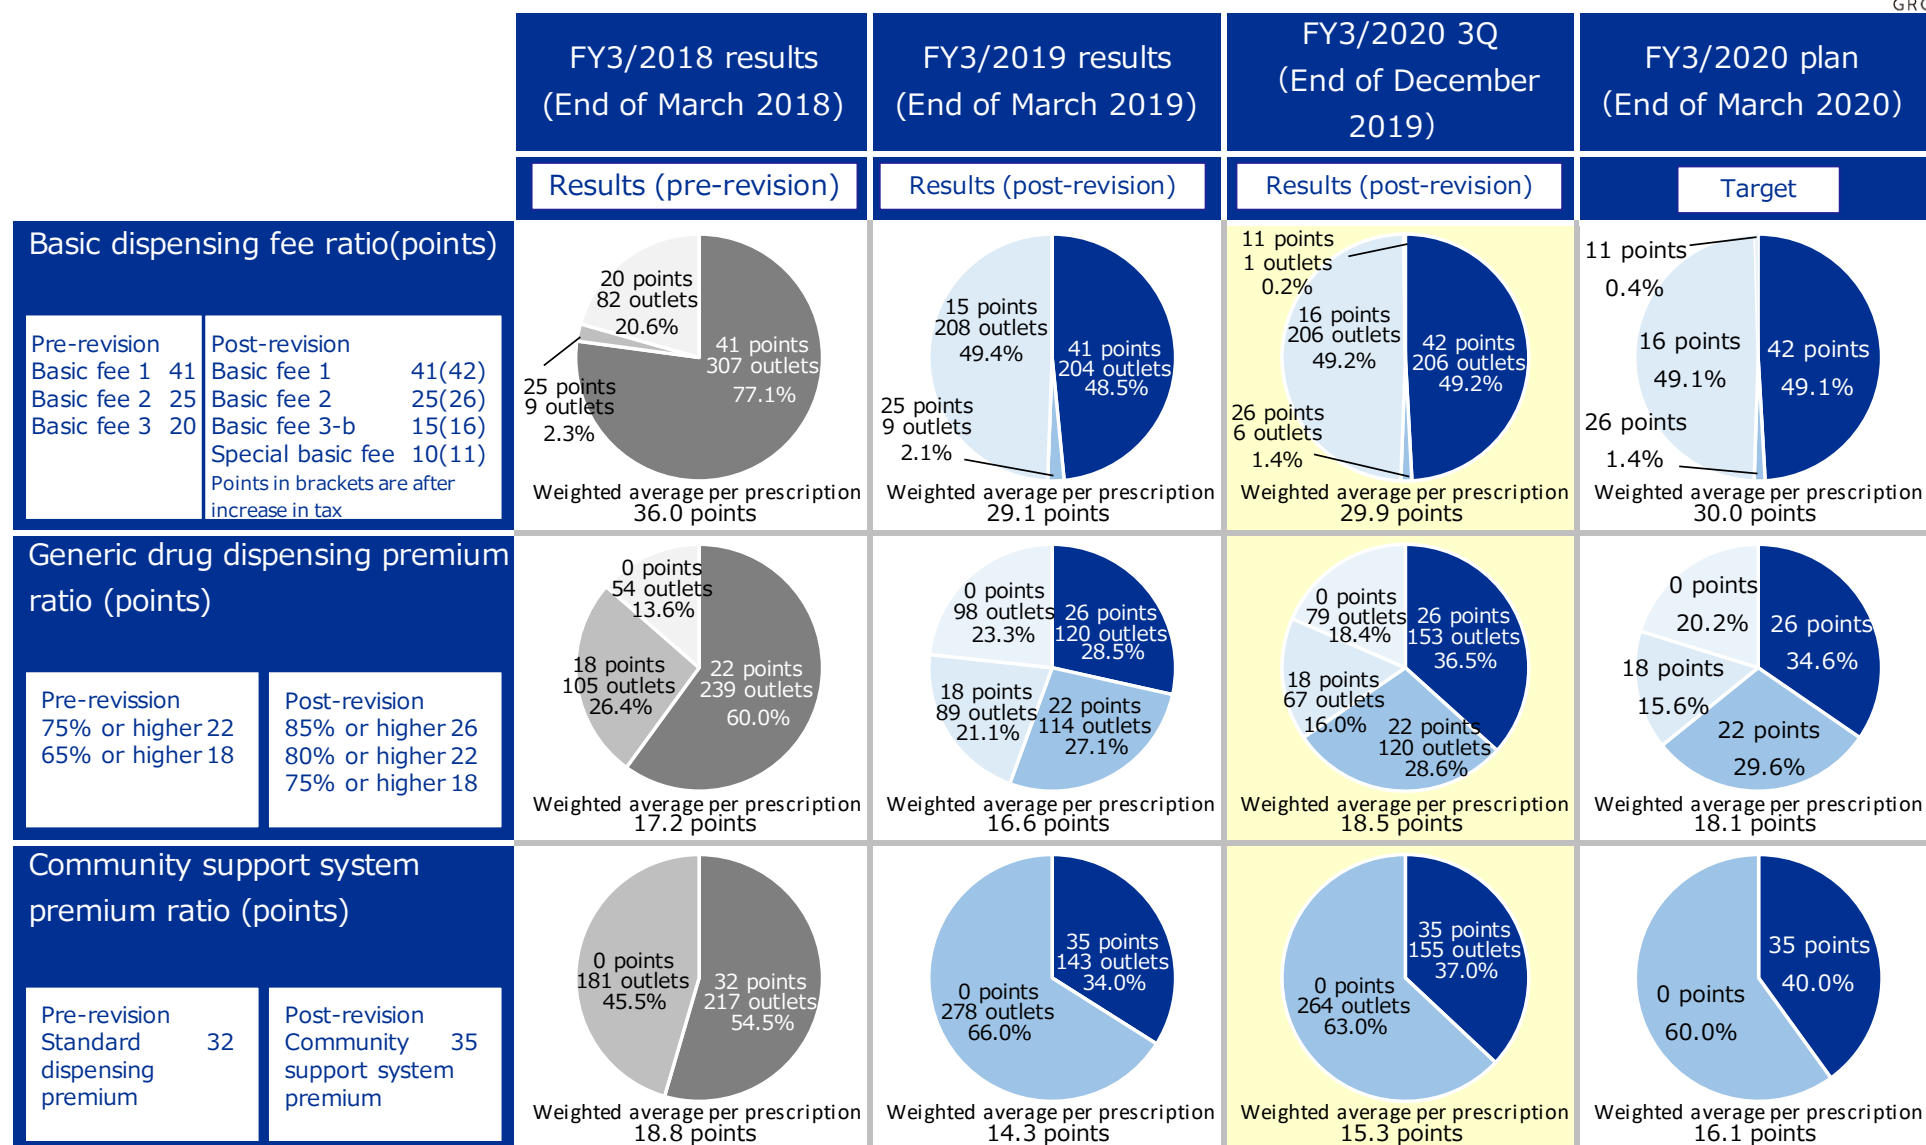 GRO
FY3/2018 results
(End of March 2018)
FY3/2019 results
(End of March 2019)
FY3/2020 3Q
(End of December
2019)
FY3/2020 plan
(End of March 2020)
Results (pre-revision)
Results (post-revision)
Results (post-revision)
Target
Basic dispensing fee ratio(points)
Pre-revision
Basic fee 1 41
Basic fee 2 25
Basic fee 3 20
Post-revision
Basic fee 1 41(42)
Basic fee 2 25(26)
Basic fee 3-b 15(16)
Special basic fee 10(11)
Points in brackets are after
increase in tax
20 points
82 outlets
20.6%
41 points
307 outlets
77.1%
25 points
9 outlets
2.3%
Weighted average per prescription
36.0 points
15 points
208 outlets
49.4%
41 points
204 outlets
48.5%
25 points
9 outlets
2.1%
Weighted average per prescription
29.1 points
11 points
1 outlets
0.2%
16 points
206 outlets
49.2%
42 points
206 outlets
49.2%
26 points
6 outlets
1.4%
Weighted average per prescription
29.9 points
11 points
0.4%
16 points
49.1%
42 points
49.1%
26 points
1.4%
Weighted average per prescription
30.0 points
Generic drug dispensing premium
ratio (points)
Pre-revission
75% or higher 22
65% or higher 18
Post-revision
85% or higher 26
80% or higher 22
75% or higher 18
0 points
54 outlets
13.6%
18 points
105 outlets
26.4%
22 points
239 outlets
60.0%
Weighted average per prescription
17.2 points
0 points
98 outlets
23.3%
26 points
120 outlets
28.5%
18 points
89 outlets
21.1%
22 points
114 outlets
27.1%
Weighted average per prescription
16.6 points
0 points
79 outlets
18.4%
26 points
153 outlets
36.5%
18 points
67 outlets
16.0%
22 points
120 outlets
28.6%
Weighted average per prescription
18.5 points
0 points
20.2%
26 points
34.6%
18 points
15.6%
22 points
29.6%
Weighted average per prescription
18.1 points
Community support system
premium ratio (points)
Pre-revision
Standard 32
dispensing
premium
Post-revision
Community 35
support system
premium
0 points
181 outlets
45.5%
32 points
217 outlets
54.5%
Weighted average per prescription
18.8 points
35 points
143 outlets
34.0%
0 points
278 outlets
66.0%
Weighted average per prescription
14.3 points
35 points
155 outlets
37.0%
0 points
264 outlets
63.0%
Weighted average per prescription
15.3 points
35 points
40.0%
0 points
60.0%
Weighted average per prescription
16.1 points